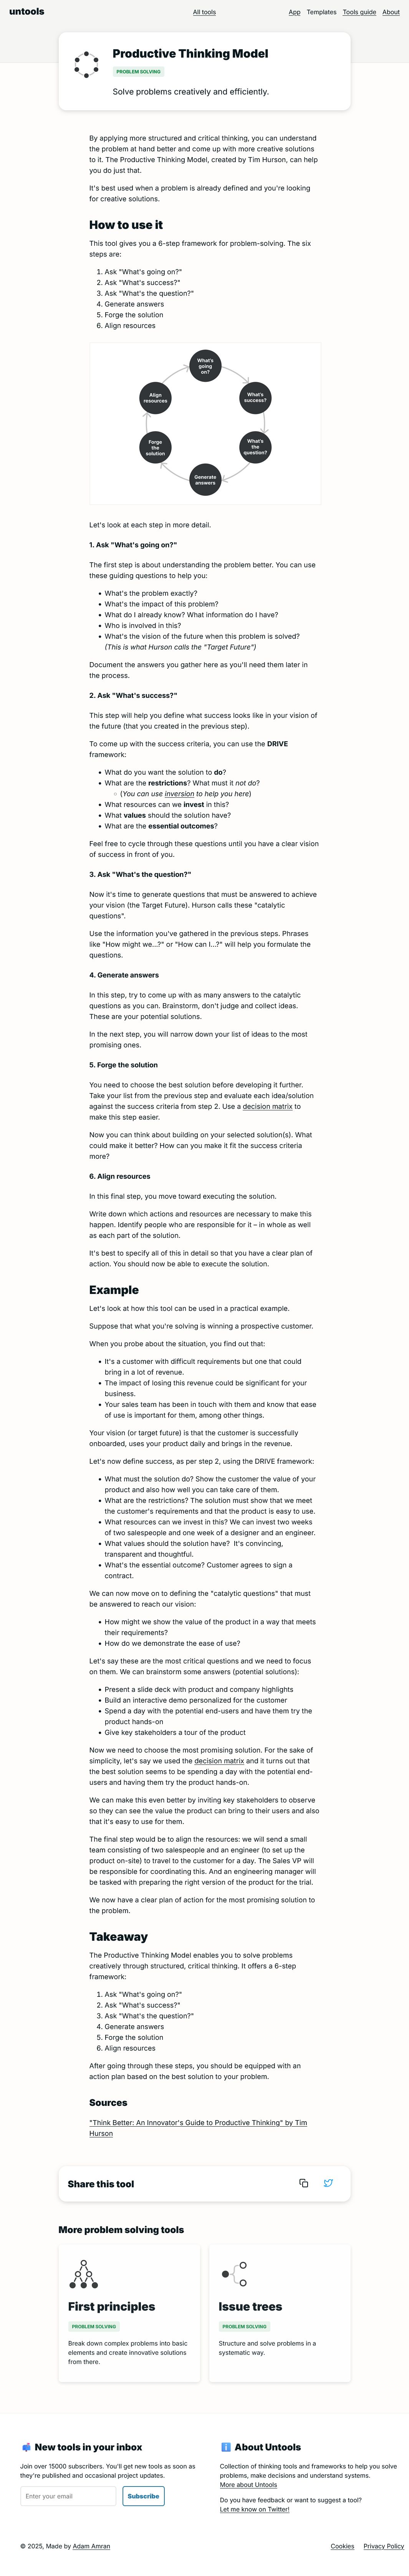 untools
All tools
App
Templates
Tools guide
About
Productive Thinking Model
PROBLEM SOLVING
Solve problems creatively and efficiently.
By applying more structured and critical thinking, you can understand
the problem at hand better and come up with more creative solutions
to it. The Productive Thinking Model, created by Tim Hurson, can help
you do just that.
It's best used when a problem is already defined and you're looking
for creative solutions.
How to use it
This tool gives you a 6-step framework for problem-solving. The six
steps are:
1. Ask "What's going on?"
2. Ask "What's success?"
3. Ask "What's the question?"
4. Generate answers
5. Forge the solution
6. Align resources
What's
going
on?
What's
success?
What's
the
question?
Generate
answers
Forge
the
solution
Align
resources
Let's look at each step in more detail.
1. Ask "What's going on?"
The first step is about understanding the problem better. You can use
these guiding questions to help you:
• What's the problem exactly?
• What's the impact of this problem?
• What do I already know? What information do I have?
• Who is involved in this?
• What's the vision of the future when this problem is solved?
(This is what Hurson calls the "Target Future")
Document the answers you gather here as you'll need them later in
the process.
2. Ask "What's success?"
This step will help you define what success looks like in your vision of
the future (that you created in the previous step).
To come up with the success criteria, you can use the DRIVE
framework:
• What do you want the solution to do?
• What are the restrictions? What must it not do?
◦ (You can use inversion to help you here)
• What resources can we invest in this?
• What values should the solution have?
• What are the essential outcomes?
Feel free to cycle through these questions until you have a clear vision
of success in front of you.
3. Ask "What's the question?"
Now it's time to generate questions that must be answered to achieve
your vision (the Target Future). Hurson calls these "catalytic
questions".
Use the information you've gathered in the previous steps. Phrases
like "How might we...?" or "How can I...?" will help you formulate the
questions.
4. Generate answers
In this step, try to come up with as many answers to the catalytic
questions as you can. Brainstorm, don't judge and collect ideas.
These are your potential solutions.
In the next step, you will narrow down your list of ideas to the most
promising ones.
5. Forge the solution
You need to choose the best solution before developing it further.
Take your list from the previous step and evaluate each idea/solution
against the success criteria from step 2. Use a decision matrix to
make this step easier.
Now you can think about building on your selected solution(s). What
could make it better? How can you make it fit the success criteria
more?
6. Align resources
In this final step, you move toward executing the solution.
Write down which actions and resources are necessary to make this
happen. Identify people who are responsible for it – in whole as well
as each part of the solution.
It's best to specify all of this in detail so that you have a clear plan of
action. You should now be able to execute the solution.
Example
Let's look at how this tool can be used in a practical example.
Suppose that what you're solving is winning a prospective customer.
When you probe about the situation, you find out that:
• It's a customer with difficult requirements but one that could
bring in a lot of revenue.
• The impact of losing this revenue could be significant for your
business.
• Your sales team has been in touch with them and know that ease
of use is important for them, among other things.
Your vision (or target future) is that the customer is successfully
onboarded, uses your product daily and brings in the revenue.
Let's now define success, as per step 2, using the DRIVE framework:
• What must the solution do? Show the customer the value of your
product and also how well you can take care of them.
• What are the restrictions? The solution must show that we meet
the customer's requirements and that the product is easy to use.
• What resources can we invest in this? We can invest two weeks
of two salespeople and one week of a designer and an engineer.
• What values should the solution have?  It's convincing,
transparent and thoughtful.
• What's the essential outcome? Customer agrees to sign a
contract.
We can now move on to defining the "catalytic questions" that must
be answered to reach our vision:
• How might we show the value of the product in a way that meets
their requirements?
• How do we demonstrate the ease of use?
Let's say these are the most critical questions and we need to focus
on them. We can brainstorm some answers (potential solutions):
• Present a slide deck with product and company highlights
• Build an interactive demo personalized for the customer
• Spend a day with the potential end-users and have them try the
product hands-on
• Give key stakeholders a tour of the product
Now we need to choose the most promising solution. For the sake of
simplicity, let's say we used the decision matrix and it turns out that
the best solution seems to be spending a day with the potential end-
users and having them try the product hands-on.
We can make this even better by inviting key stakeholders to observe
so they can see the value the product can bring to their users and also
that it's easy to use for them.
The final step would be to align the resources: we will send a small
team consisting of two salespeople and an engineer (to set up the
product on-site) to travel to the customer for a day. The Sales VP will
be responsible for coordinating this. And an engineering manager will
be tasked with preparing the right version of the product for the trial.
We now have a clear plan of action for the most promising solution to
the problem.
Takeaway
The Productive Thinking Model enables you to solve problems
creatively through structured, critical thinking. It offers a 6-step
framework:
1. Ask "What's going on?"
2. Ask "What's success?"
3. Ask "What's the question?"
4. Generate answers
5. Forge the solution
6. Align resources
After going through these steps, you should be equipped with an
action plan based on the best solution to your problem.
Sources
"Think Better: An Innovator's Guide to Productive Thinking" by Tim
Hurson
Share this tool
More problem solving tools
First principles
PROBLEM SOLVING
Break down complex problems into basic
elements and create innovative solutions
from there.
Issue trees
PROBLEM SOLVING
Structure and solve problems in a
systematic way.
New tools in your inbox
Join over 15000 subscribers. You'll get new tools as soon as
they're published and occasional project updates.
Enter your email
Subscribe
About Untools
Collection of thinking tools and frameworks to help you solve
problems, make decisions and understand systems.
More about Untools
Do you have feedback or want to suggest a tool?
Let me know on Twitter!
© 2025, Made by Adam Amran
Cookies
Privacy Policy